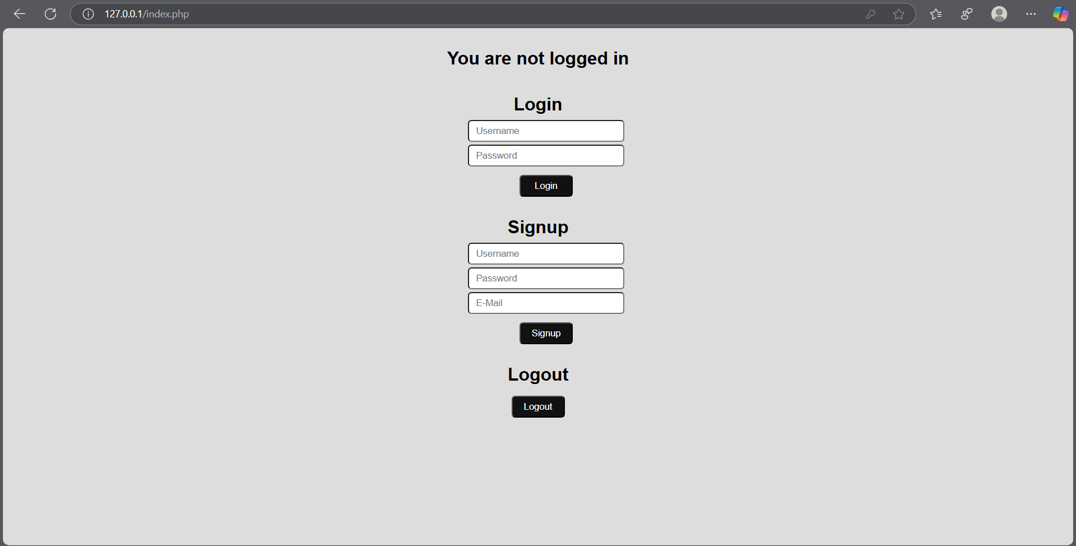 127.0.0.1/index.php
You are not logged in
Login
Username
Password
Login
Signup
Username
Password
E-Mail
Signup
Logout
Logout